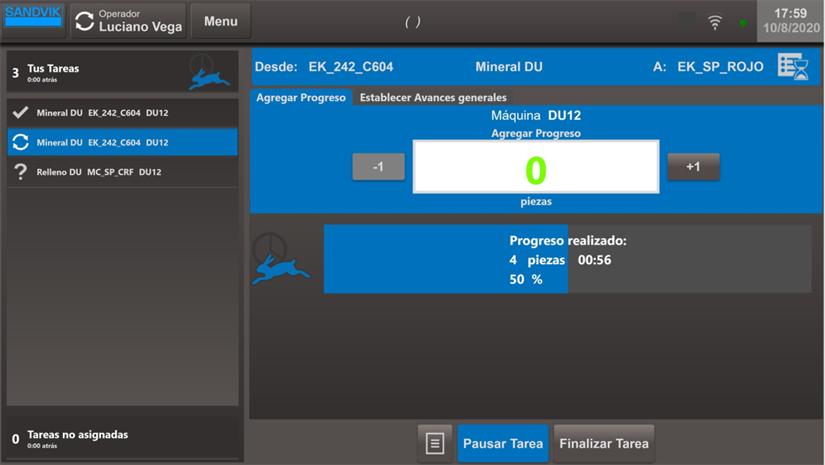 SANDVIK
Operador
Luciano Vega
Menu
( )
17:59
10/8/2020
3 Tus Tareas
0:00 atrás
Mineral DU EK_242_C604 DU12
Mineral DU EK_242_C604 DU12
? Relleno DU MC_SP_CRF DU12
0 Tareas no asignadas
0:00 atrás
Desde: EK_242_C604 Mineral DU A: EK_SP_ROJO
Agregar Progreso Establecer Avances generales
Máquina DU12
Agregar Progreso
-1 0 +1
piezas
Progreso realizado:
4 piezas 00:56
50 %
Pausar Tarea Finalizar Tarea